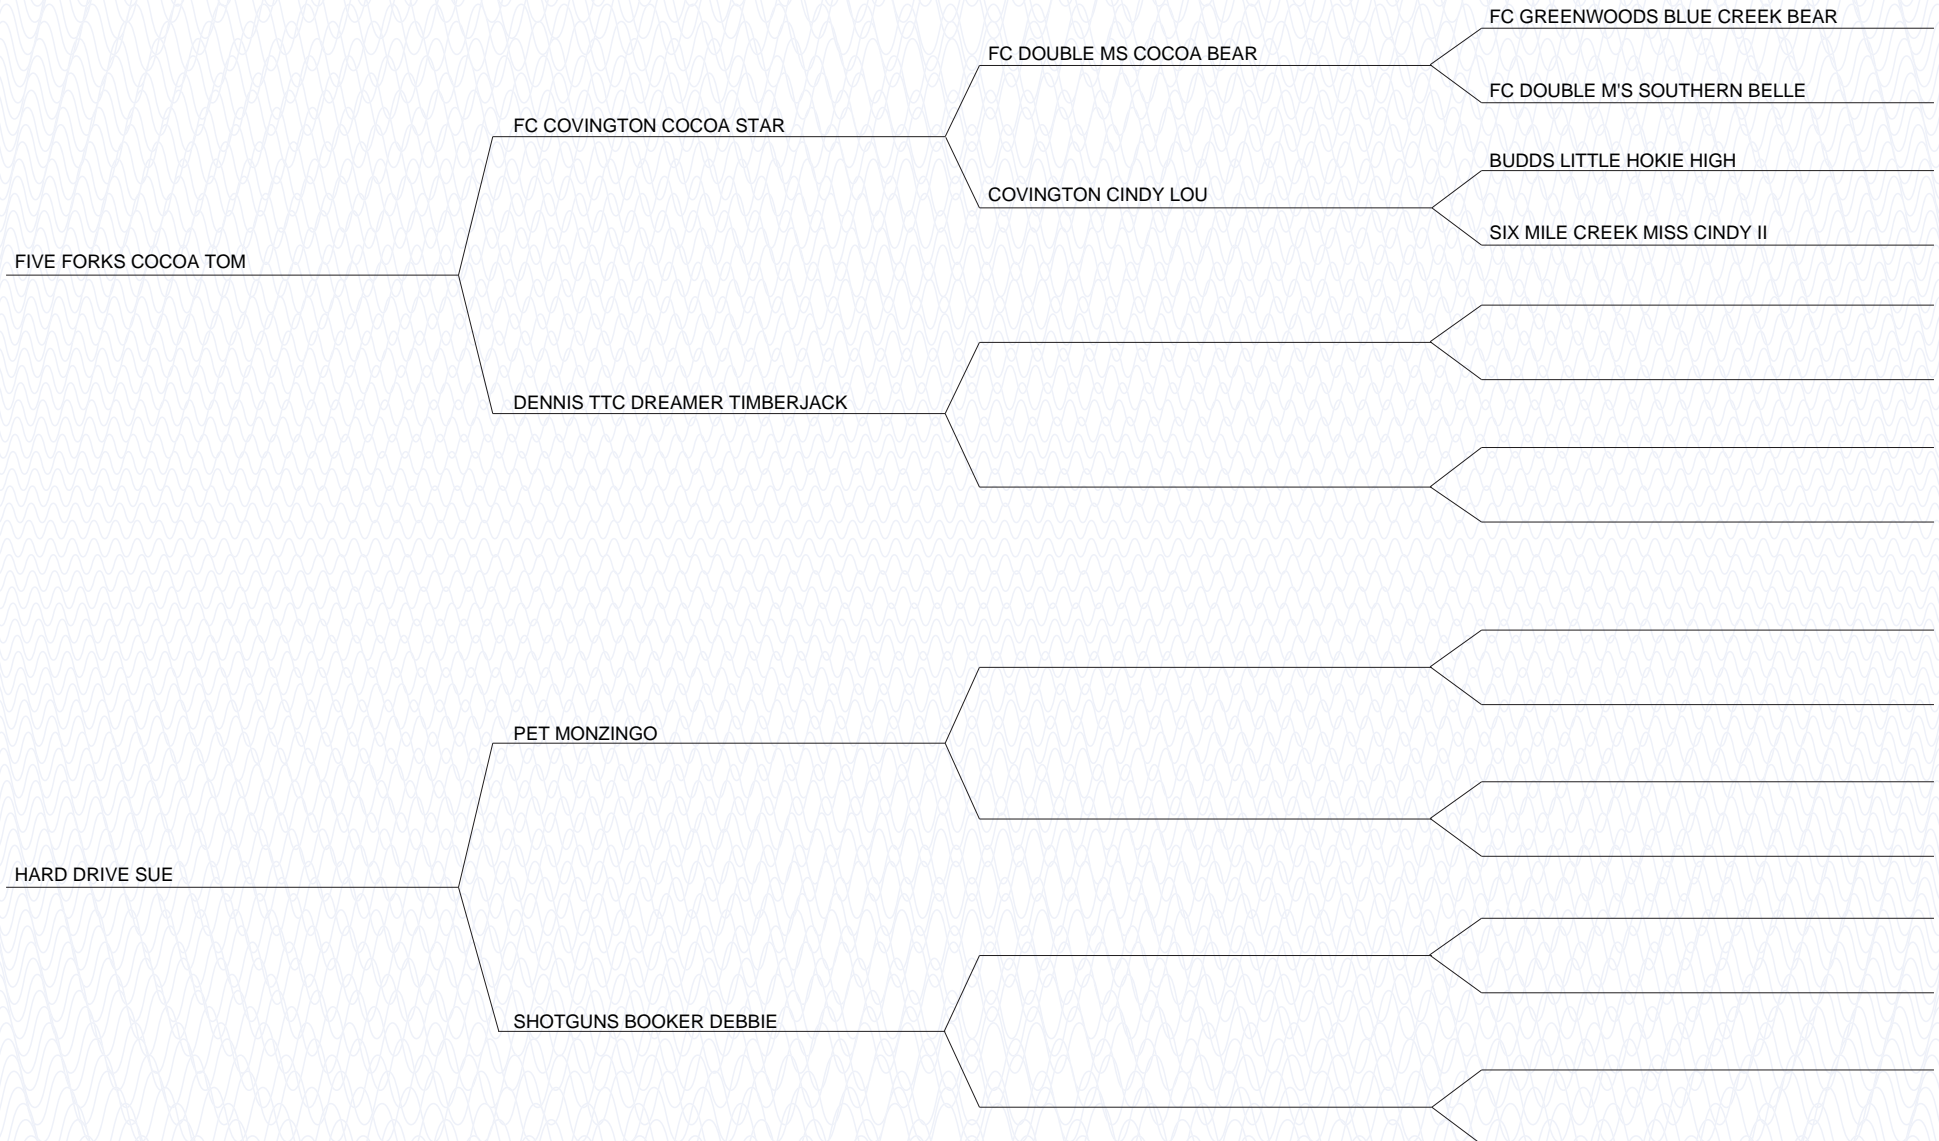 FC GREENWOODS BLUE CREEK BEAR
FC DOUBLE MS COCOA BEAR
FC DOUBLE M'S SOUTHERN BELLE
FC COVINGTON COCOA STAR
BUDDS LITTLE HOKIE HIGH
COVINGTON CINDY LOU
SIX MILE CREEK MISS CINDY II
FIVE FORKS COCOA TOM
DENNIS TTC DREAMER TIMBERJACK
PET MONZINGO
HARD DRIVE SUE
SHOTGUNS BOOKER DEBBIE